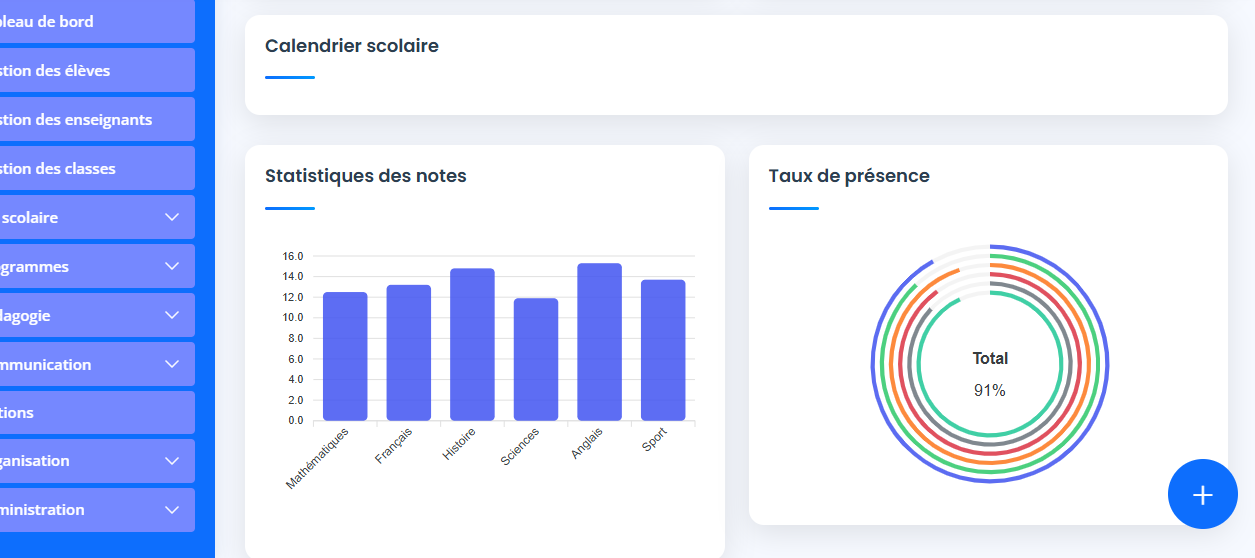 bleau de bord
stion des élèves
stion des enseignants
stion des classes
scolaire
grammes
dagogie
mmunication
tions
ganisation
ministration
Calendrier scolaire
Statistiques des notes
16.0
14.0
12.0
10.0
8.0
6.0
4.0
2.0
0.0
Mathématiques
Français
Histoire
Sciences
Anglais
Sport
Taux de présence
Total
91%
+